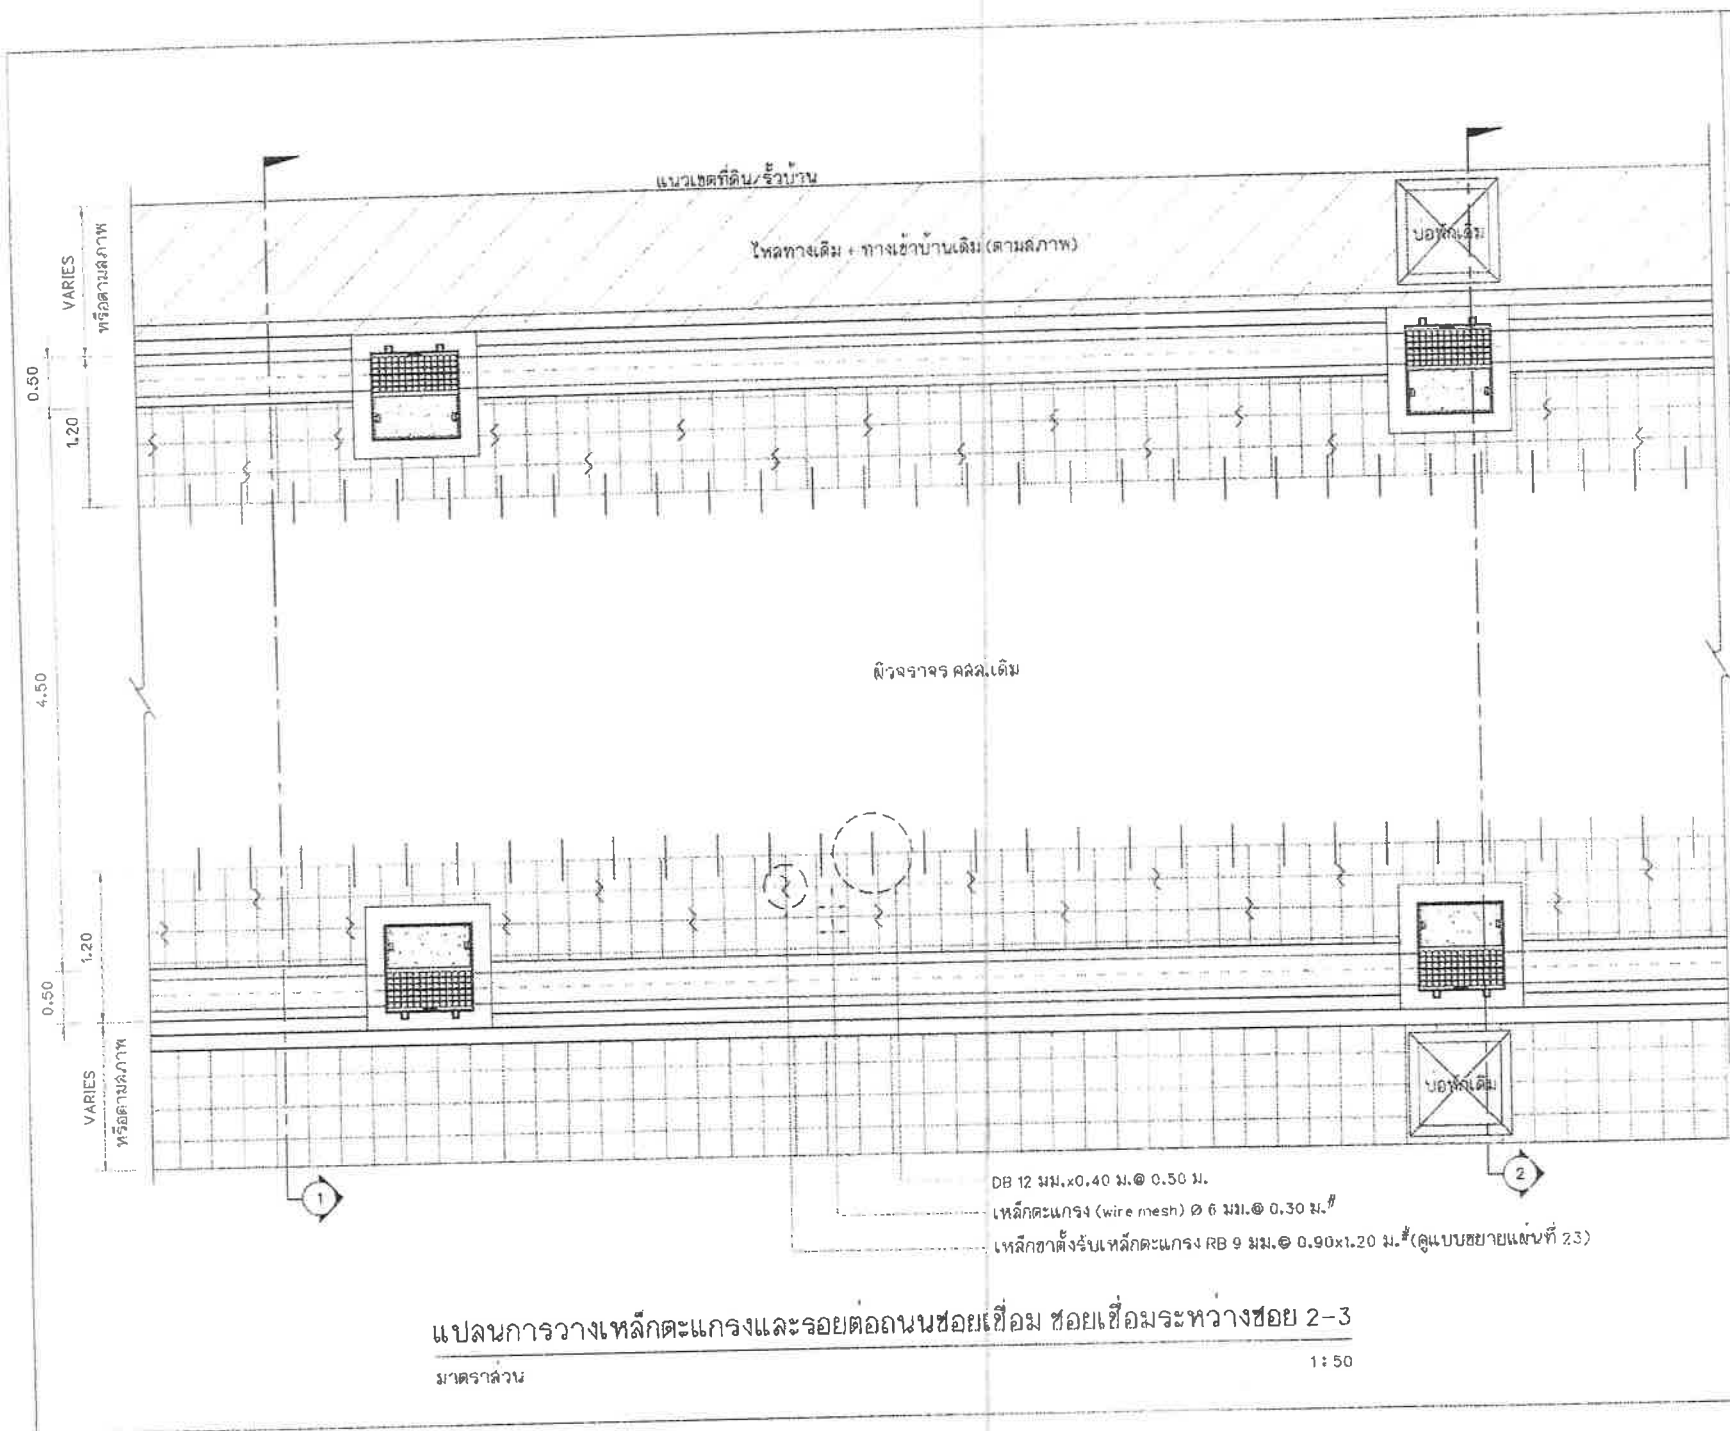 แนวเขตที่ดิน/รั้วบ้าน
ไหล่ทางเดิม + ทางเข้าบ้านเดิม (ตามสภาพ)
บ่อพักเดิม
VARIES
หรือตามสภาพ
0.50
1.20
4.50
ผิวจราจร คสล.เดิม
1.20
0.50
VARIES
หรือตามสภาพ
บ่อพักเดิม
1
2
DB 12 มม.x0.40 ม.@ 0.50 ม.
เหล็กตะแกรง (wire mesh) Ø 6 มม.@ 0.30 ม.#
เหล็กขาตั้งรับเหล็กตะแกรง RB 9 มม.@ 0.90x1.20 ม.#(ดูแบบขยายแผ่นที่ 23)
แปลนการวางเหล็กตะแกรงและรอยต่อถนนซอยเชื่อม ซอยเชื่อมระหว่างซอย 2-3
มาตราส่วน 1:50